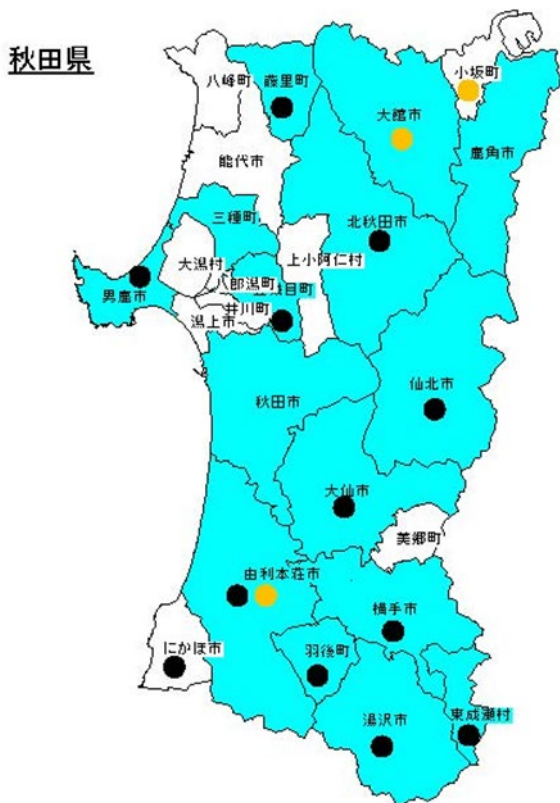 秋田県
八峰町
藤里町
小坂町
大館市
鹿角市
能代市
三種町
北秋田市
上小阿仁村
大潟村
男鹿市
郎潟町
目町
井川町
潟上市
仙北市
秋田市
大仙市
美郷町
由利本荘市
横手市
にかほ市
羽後町
湯沢市
東成瀬村